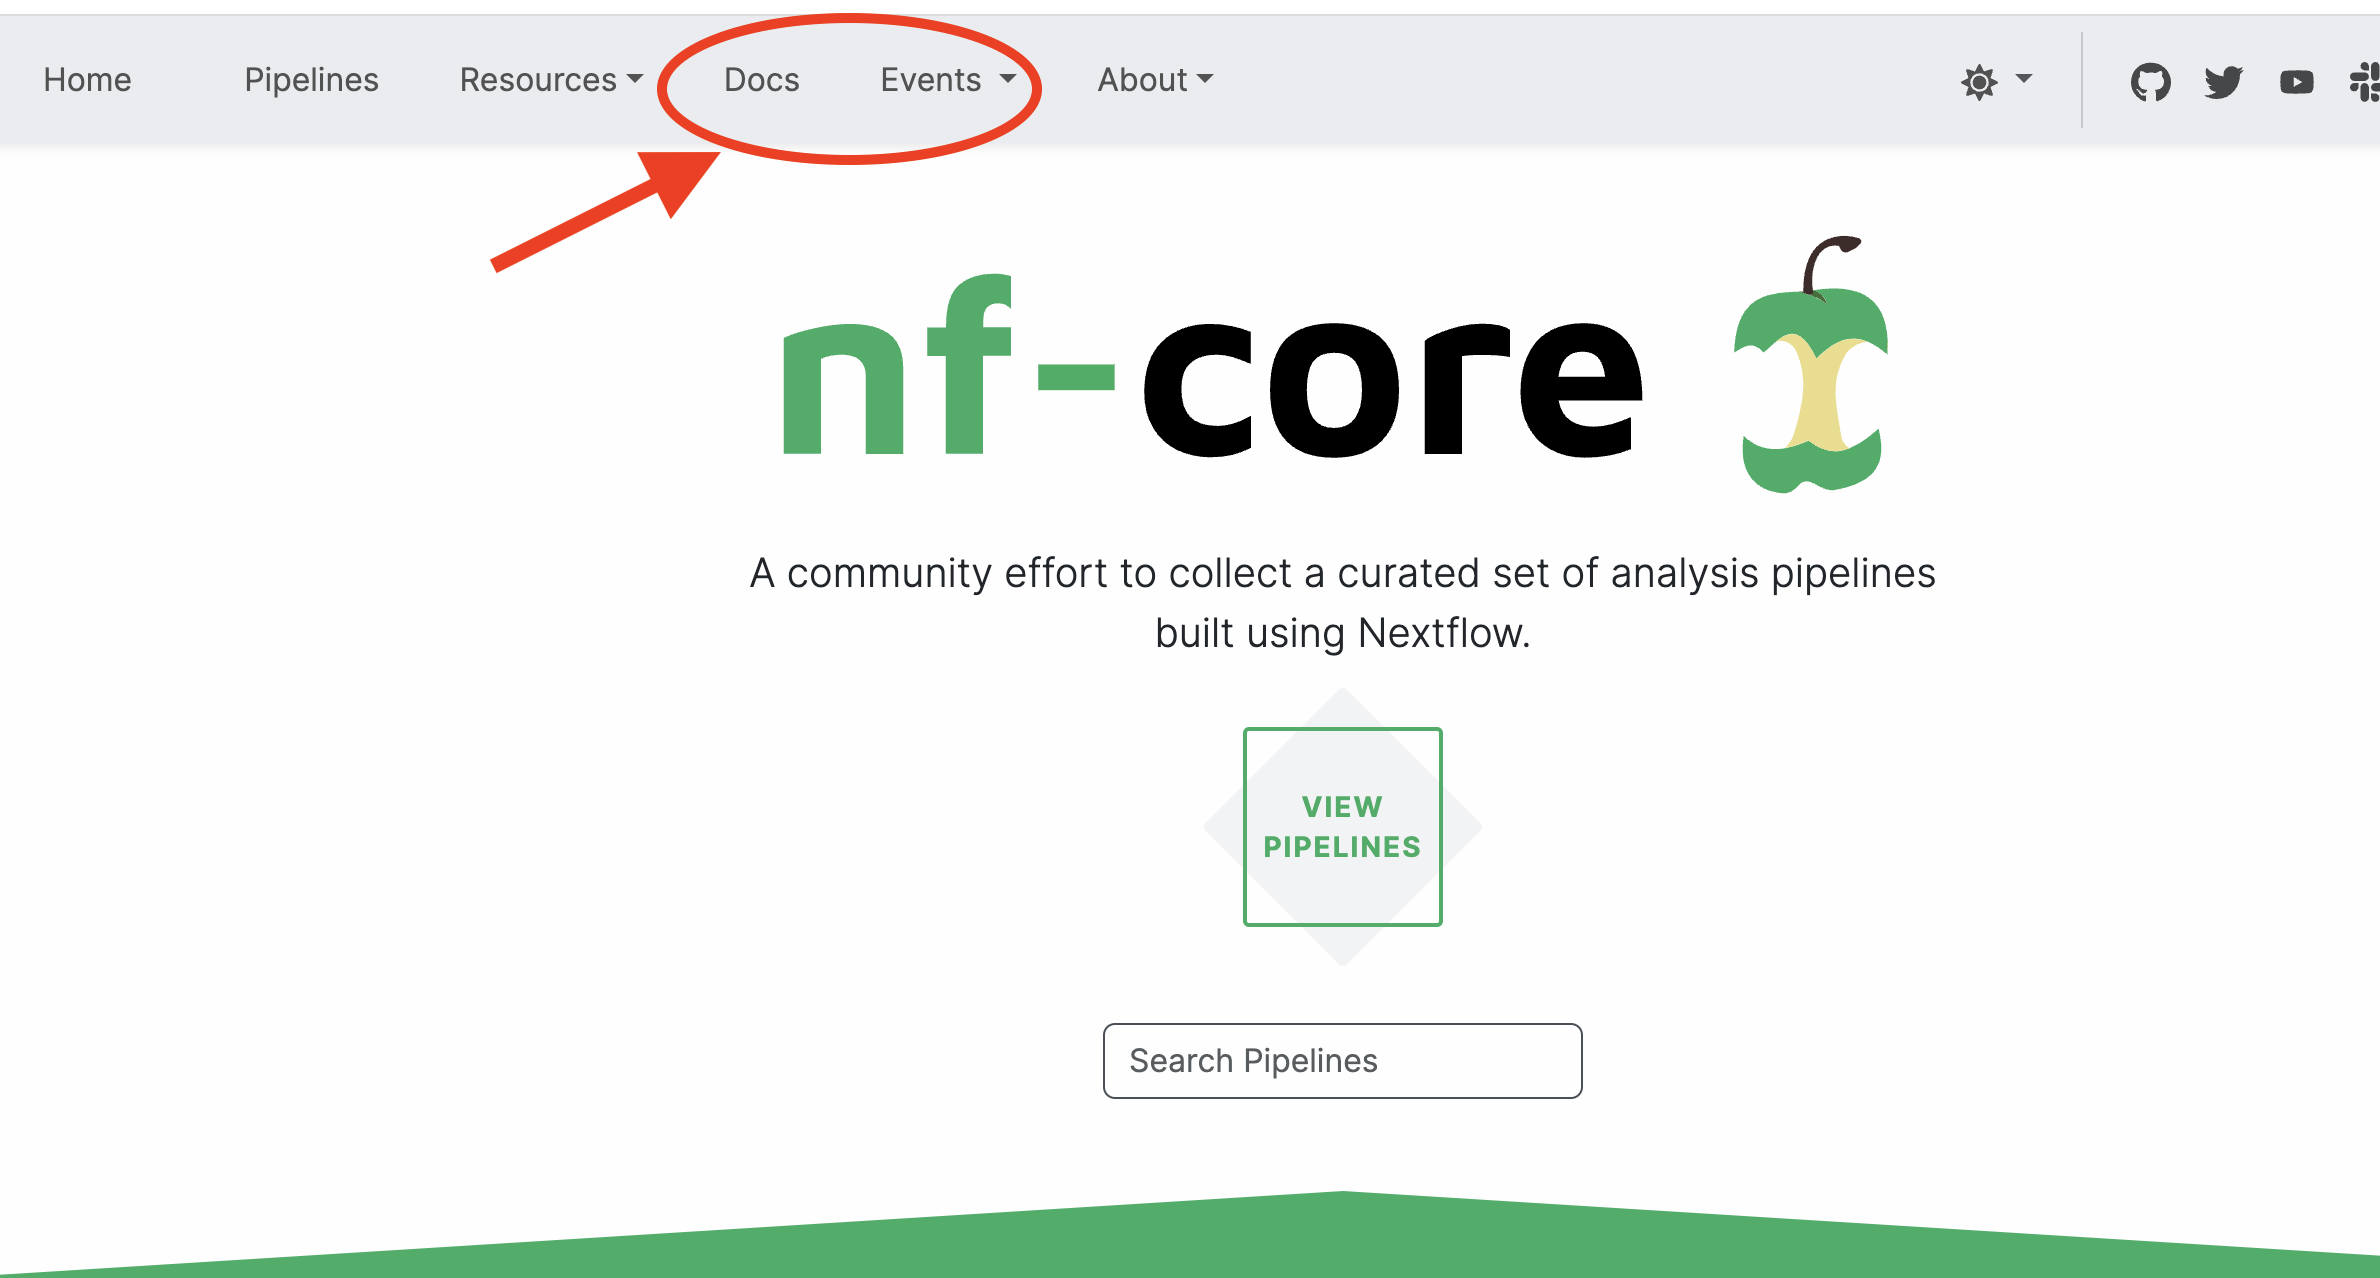 Home Pipelines Resources Docs Events About
nf-core
A community effort to collect a curated set of analysis pipelines
built using Nextflow.
VIEW
PIPELINES
Search Pipelines